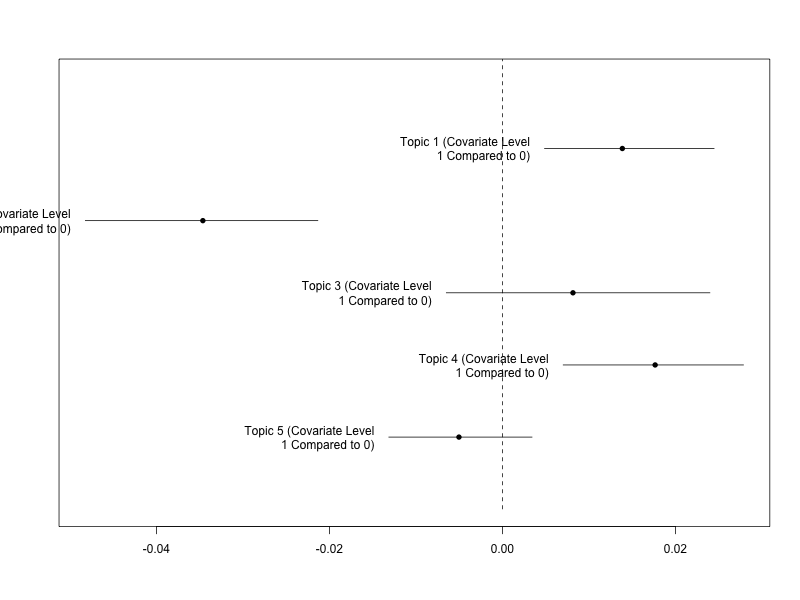 Topic 1 (Covariate Level
1 Compared to 0)
Level
to 0)
Topic 3 (Covariate Level
1 Compared to 0)
Topic 4 (Covariate Level
1 Compared to 0)
Topic 5 (Covariate Level
1 Compared to 0)
-0.04 -0.02 0.00 0.02